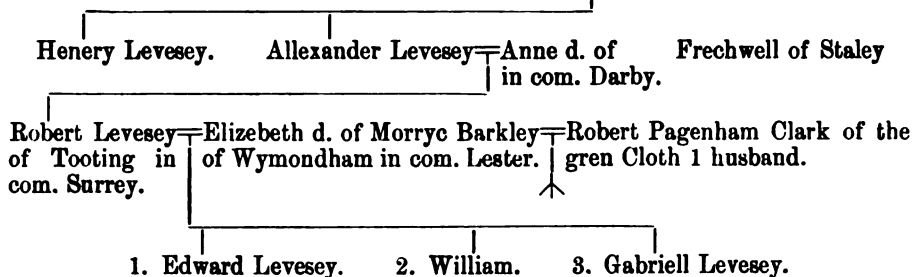 Henery Levesey. Allexander Levesey Anne d. of Frechwell of Staley
in com. Darby.
Robert Levesey Elizebeth d. of Morryc Barkley Robert Pagenham Clark of the
of Tooting in of Wymondham in com. Lester. gren Cloth 1 husband.
com. Surrey.
1. Edward Levesey. 2. William. 3. Gabriell Levesey.